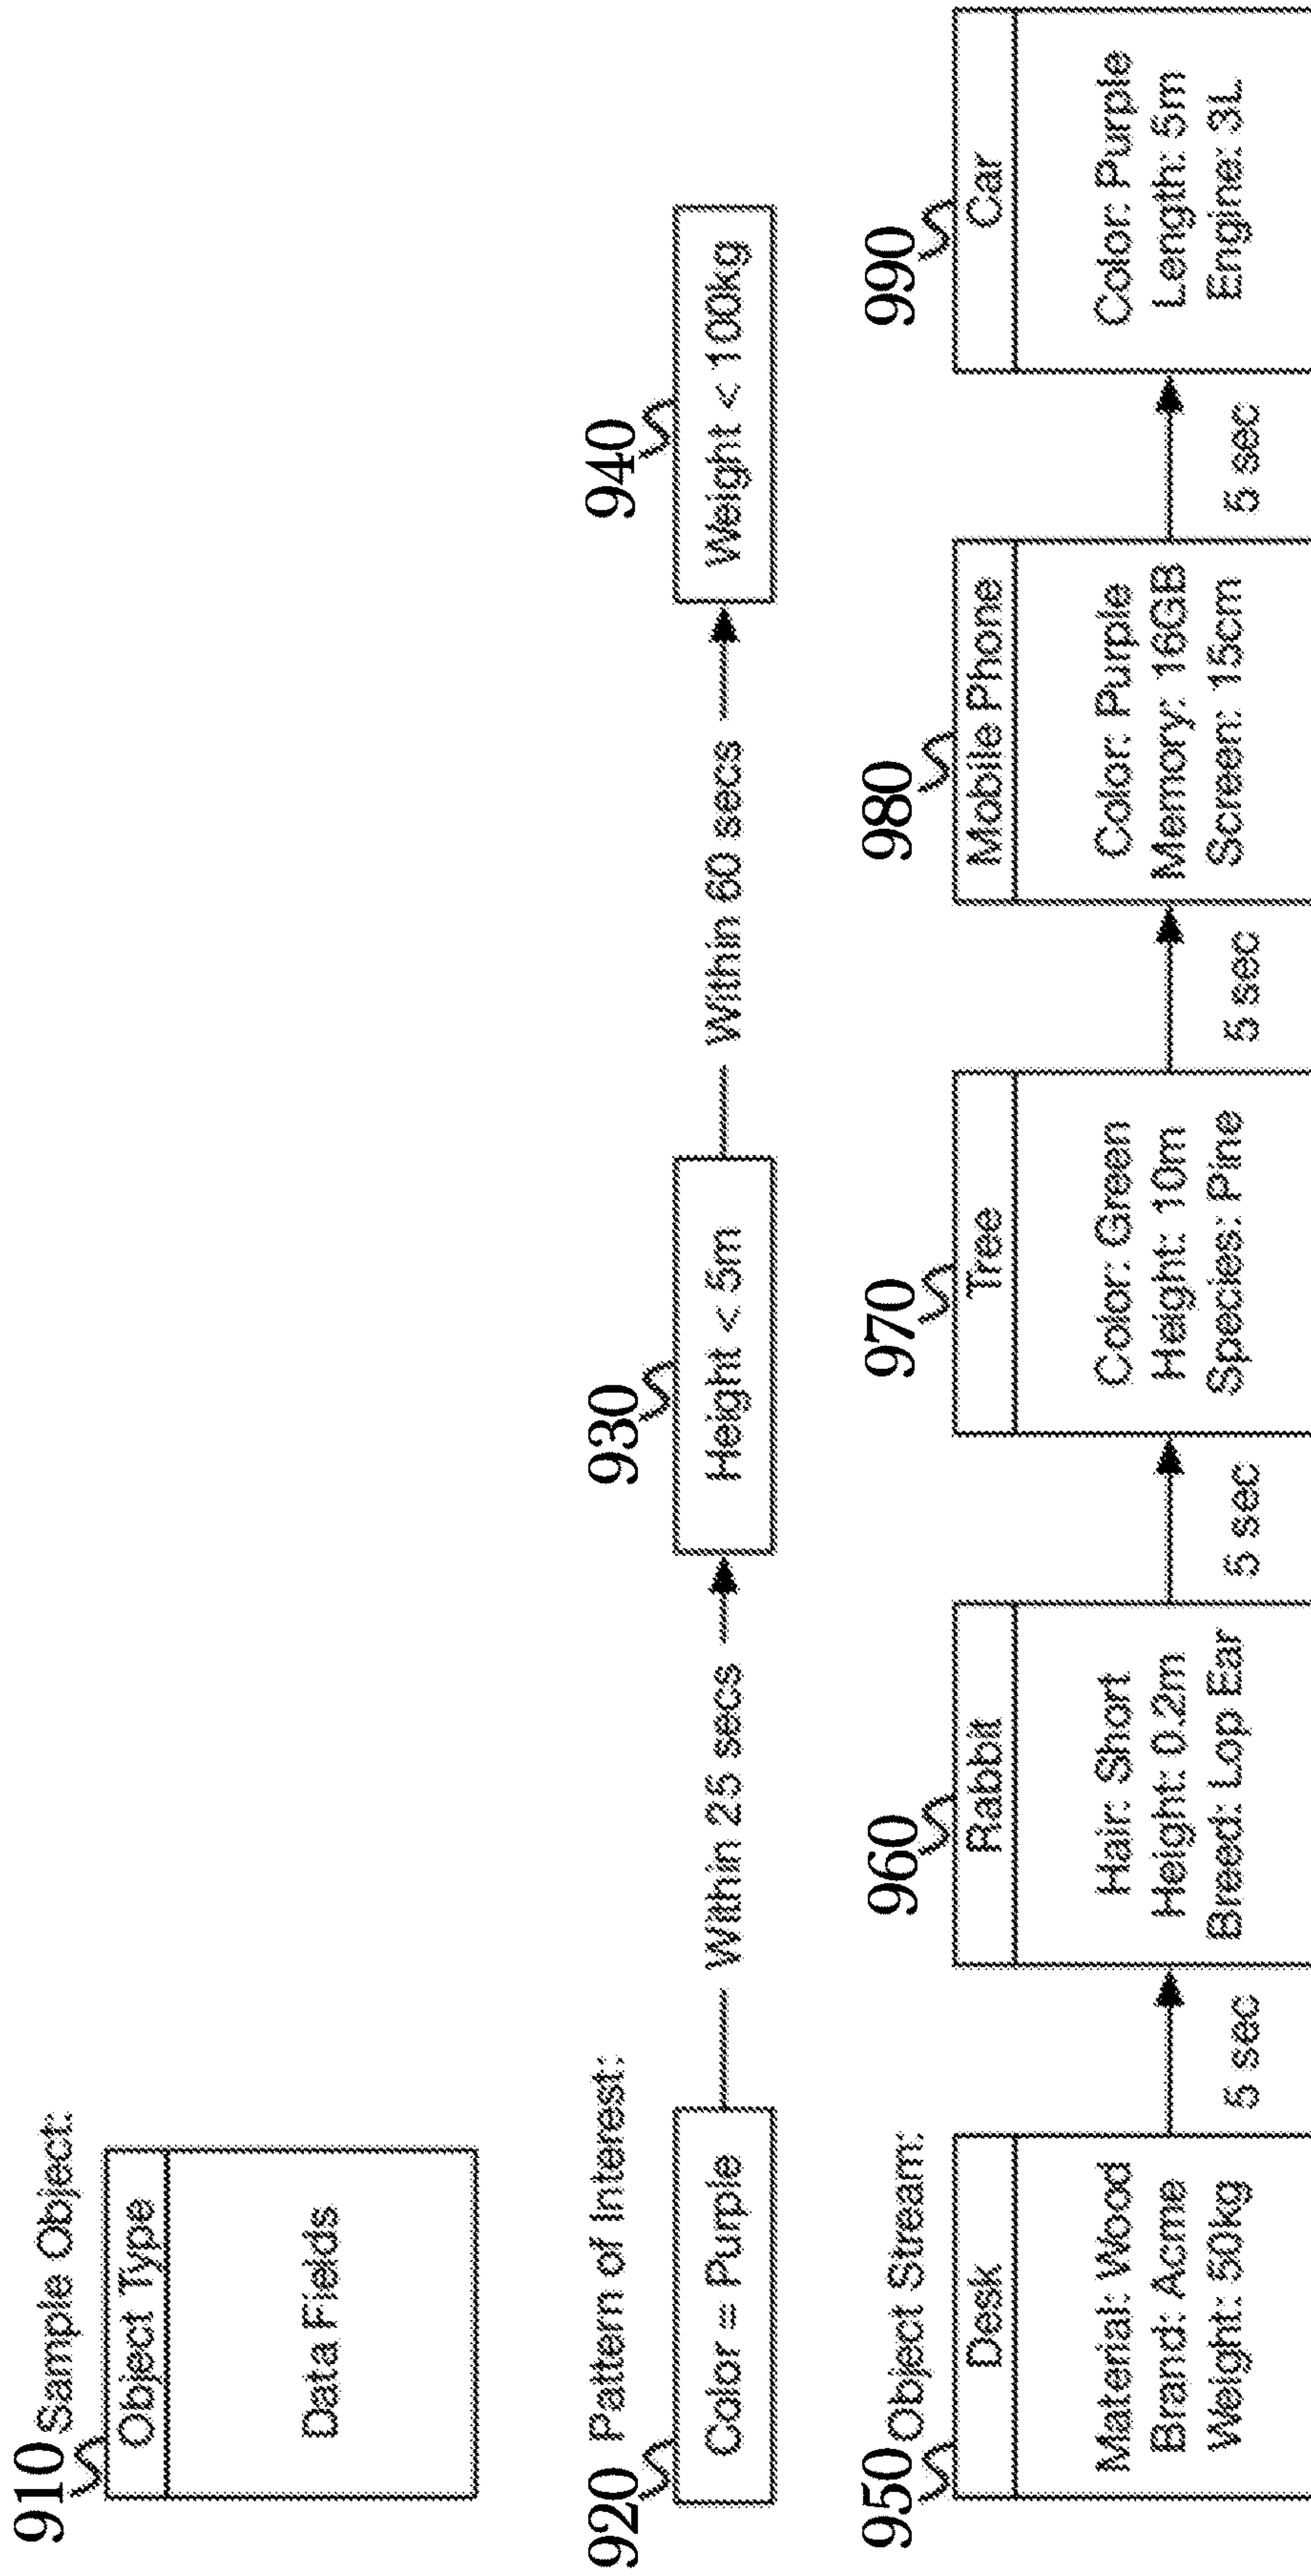 910 Sample Object:
Object Type
Data Fields
920 Pattern of Interest:
Color = Purple
Within 25 secs
930
Height < 5m
Within 60 secs
940
Weight < 100kg
950 Object Stream:
Desk
Material: Wood
Brand: Acme
Weight: 50kg
5 sec
960
Rabbit
Hair: Short
Height: 0.2m
Breed: Lop Ear
5 sec
970
Tree
Color: Green
Height: 10m
Species: Pine
5 sec
980
Mobile Phone
Color: Purple
Memory: 16GB
Screen: 15cm
5 sec
990
Car
Color: Purple
Length: 5m
Engine: 3L